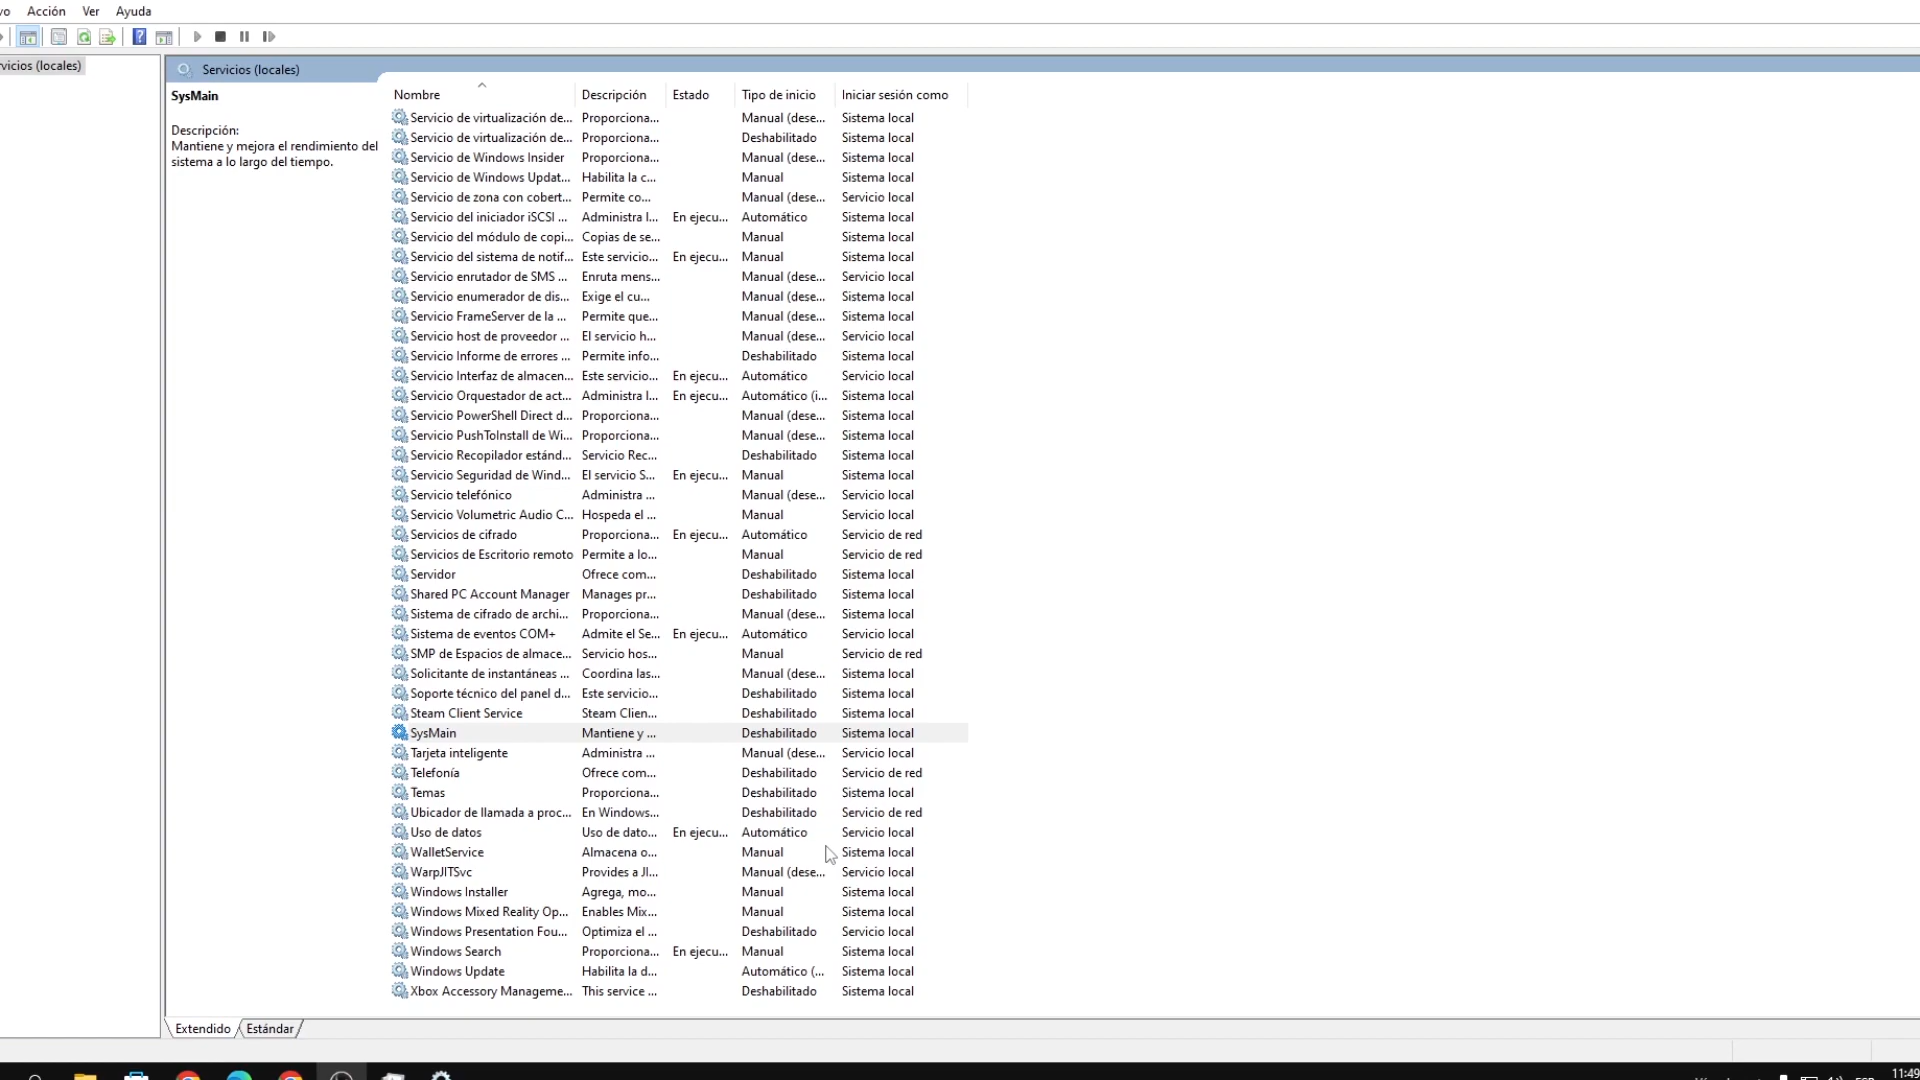 vo Acción Ver Ayuda
rvicios (locales)
Servicios (locales)
SysMain
Descripción:
Mantiene y mejora el rendimiento del
sistema a lo largo del tiempo.
Nombre Descripción Estado Tipo de inicio Iniciar sesión como
Servicio de virtualización de... Proporciona... Manual (dese... Sistema local
Servicio de virtualización de... Proporciona... Deshabilitado Sistema local
Servicio de Windows Insider Proporciona... Manual (dese... Sistema local
Servicio de Windows Updat... Habilita la c... Manual Sistema local
Servicio de zona con cobert... Permite co... Manual (dese... Servicio local
Servicio del iniciador iSCSI ... Administra l... En ejecu... Automático Sistema local
Servicio del módulo de copi... Copias de se... Manual Sistema local
Servicio del sistema de notif... Este servicio... En ejecu... Manual Sistema local
Servicio enrutador de SMS ... Enruta mens... Manual (dese... Servicio local
Servicio enumerador de dis... Exige el cu... Manual (dese... Sistema local
Servicio FrameServer de la ... Permite que... Manual (dese... Sistema local
Servicio host de proveedor ... El servicio h... Manual (dese... Servicio local
Servicio Informe de errores ... Permite info... Deshabilitado Sistema local
Servicio Interfaz de almacen... Este servicio... En ejecu... Automático Servicio local
Servicio Orquestador de act... Administra l... En ejecu... Automático (i... Sistema local
Servicio PowerShell Direct d... Proporciona... Manual (dese... Sistema local
Servicio PushToInstall de Wi... Proporciona... Manual (dese... Sistema local
Servicio Recopilador estánd... Servicio Rec... Deshabilitado Sistema local
Servicio Seguridad de Wind... El servicio S... En ejecu... Manual Sistema local
Servicio telefónico Administra ... Manual (dese... Servicio local
Servicio Volumetric Audio C... Hospeda el ... Manual Servicio local
Servicios de cifrado Proporciona... En ejecu... Automático Servicio de red
Servicios de Escritorio remoto Permite a lo... Manual Servicio de red
Servidor Ofrece com... Deshabilitado Sistema local
Shared PC Account Manager Manages pr... Deshabilitado Sistema local
Sistema de cifrado de archi... Proporciona... Manual (dese... Sistema local
Sistema de eventos COM+ Admite el Se... En ejecu... Automático Servicio local
SMP de Espacios de almace... Servicio hos... Manual Servicio de red
Solicitante de instantáneas ... Coordina las... Manual (dese... Sistema local
Soporte técnico del panel d... Este servicio... Deshabilitado Sistema local
Steam Client Service Steam Clien... Deshabilitado Sistema local
SysMain Mantiene y ... Deshabilitado Sistema local
Tarjeta inteligente Administra ... Manual (dese... Servicio local
Telefonía Ofrece com... Deshabilitado Servicio de red
Temas Proporciona... Deshabilitado Sistema local
Ubicador de llamada a proc... En Windows... Deshabilitado Servicio de red
Uso de datos Uso de dato... En ejecu... Automático Servicio local
WalletService Almacena o... Manual Sistema local
WarpJITSvc Provides a JI... Manual (dese... Servicio local
Windows Installer Agrega, mo... Manual Sistema local
Windows Mixed Reality Op... Enables Mix... Manual Sistema local
Windows Presentation Fou... Optimiza el ... Deshabilitado Servicio local
Windows Search Proporciona... En ejecu... Manual Sistema local
Windows Update Habilita la d... Automático (... Sistema local
Xbox Accessory Manageme... This service ... Deshabilitado Sistema local
Extendido Estándar
11:49